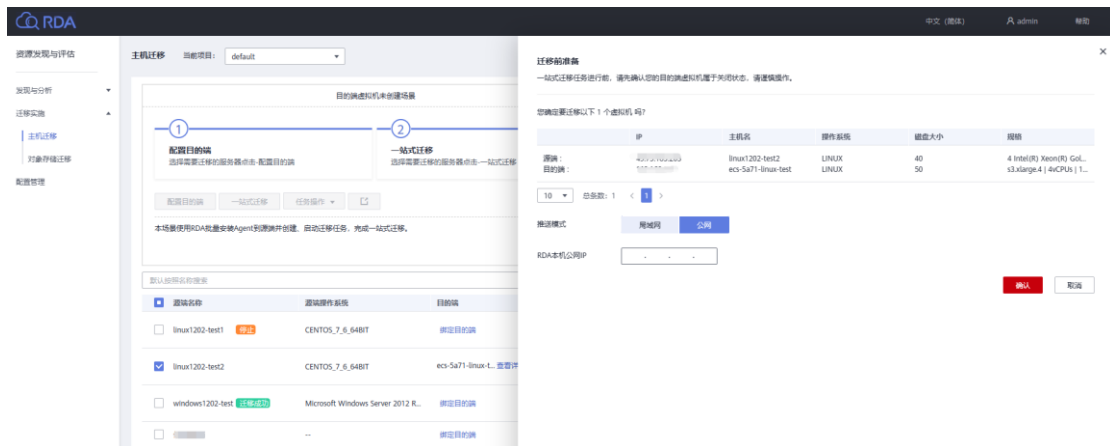 RDA
中文 (简体)
admin
帮助
资源发现与评估
发现与分析
迁移实施
主机迁移
对象存储迁移
配置管理
主机迁移 当前项目: default
目的端虚拟机未创建场景
1
配置目的端
选择需要迁移的服务器点击-配置目的端
2
一站式迁移
选择需要迁移的服务器点击-一站式迁移
配置目的端 一站式迁移 任务操作
本场景使用RDA批量安装Agent到源端并创建、启动迁移任务，完成一站式迁移。
默认按照名称搜索
源端名称 源端操作系统 目的端
linux1202-test1 停止 CENTOS_7_6_64BIT 绑定目的端
linux1202-test2 CENTOS_7_6_64BIT ecs-5a71-linux-t... 查看详
windows1202-test 迁移成功 Microsoft Windows Server 2012 R... 绑定目的端
-- 绑定目的端
迁移前准备
一站式迁移任务进行前，请先确认您的目的端虚拟机属于关闭状态，请谨慎操作。
您确定要迁移以下 1 个虚拟机 吗?
IP 主机名 操作系统 磁盘大小 规格
源端： linux1202-test2 LINUX 40 4 Intel(R) Xeon(R) Gol...
目的端： ecs-5a71-linux-test LINUX 50 s3.xlarge.4 | 4vCPUs | 1...
10 总条数: 1 < 1 >
推送模式 局域网 公网
RDA本机公网IP . . .
确认 取消